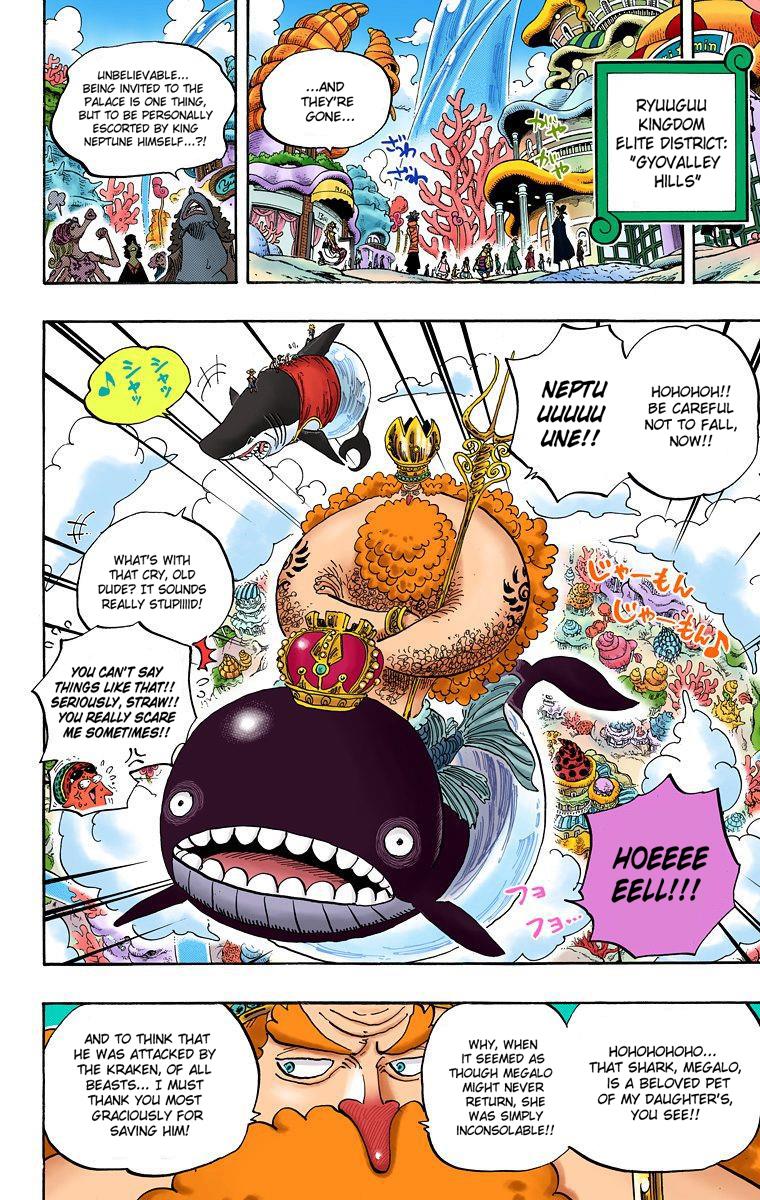 RYUUGUU
KINGDOM
ELITE DISTRICT:
"GYOVALLEY
HILLS"
...AND
THEY'RE
GONE...
ざわ
ざわ
がや
がや
UNBELIEVABLE...
BEING INVITED TO THE
PALACE IS ONE THING,
BUT TO BE PERSONALLY
ESCORTED BY KING
NEPTUNE HIMSELF...?!
HOHOHOH!!
BE CAREFUL
NOT TO FALL,
NOW!!
NEPTU
UUUUU
UNE!!
シャッ
シャッ
♪
WHAT'S WITH
THAT CRY, OLD
DUDE? IT SOUNDS
REALLY STUPIIIID!
YOU CAN'T SAY
THINGS LIKE THAT!!
SERIOUSLY, STRAW!!
YOU REALLY SCARE
ME SOMETIMES!!
じゃーもん
じゃーもん♪
HOEEEE
EELL!!!
フヨ
フヨ...
HOHOHOHOHO...
THAT SHARK, MEGALO,
IS A BELOVED PET
OF MY DAUGHTER'S,
YOU SEE!!
WHY, WHEN
IT SEEMED AS
THOUGH MEGALO
MIGHT NEVER
RETURN, SHE
WAS SIMPLY
INCONSOLABLE!!
AND TO THINK THAT
HE WAS ATTACKED BY
THE KRAKEN, OF ALL
BEASTS... I MUST
THANK YOU MOST
GRACIOUSLY FOR
SAVING HIM!